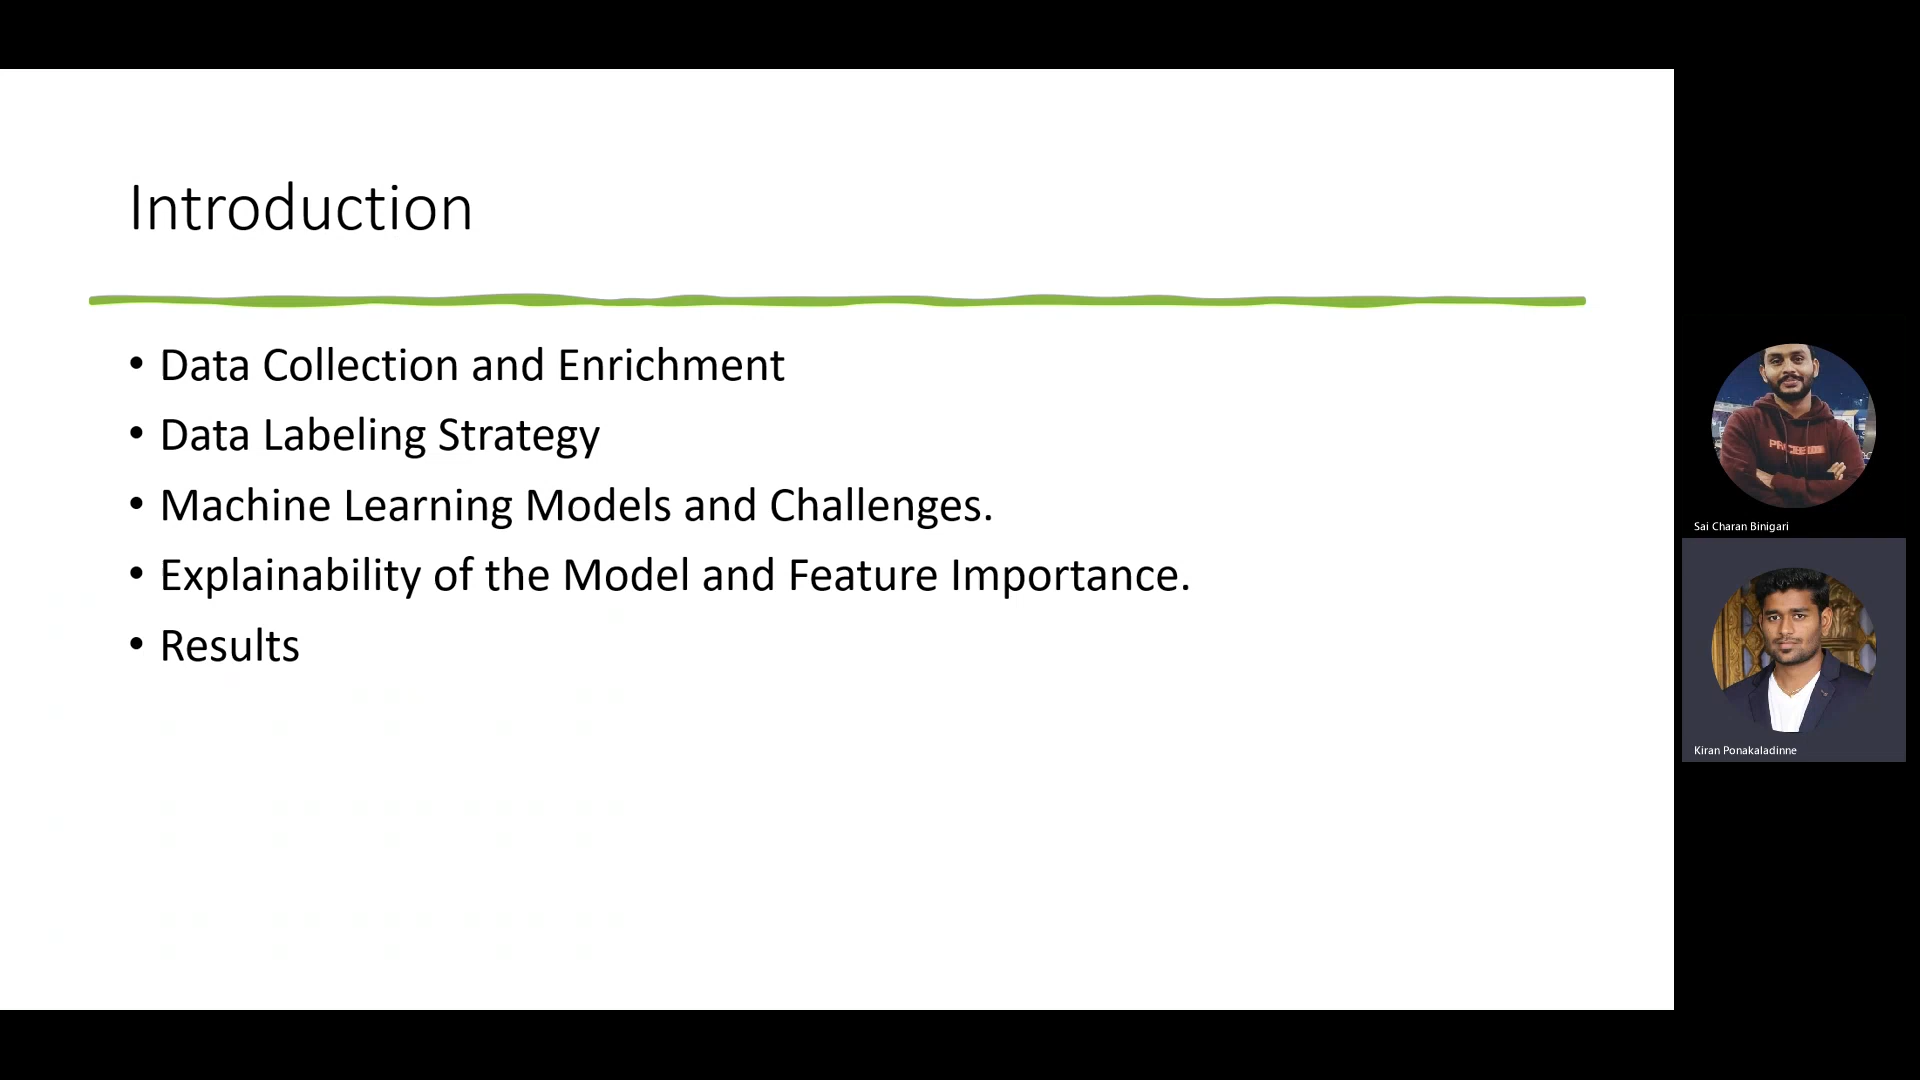 Introduction
• Data Collection and Enrichment
• Data Labeling Strategy
• Machine Learning Models and Challenges.
• Explainability of the Model and Feature Importance.
• Results
Sai Charan Binigari
Kiran Ponakaladinne